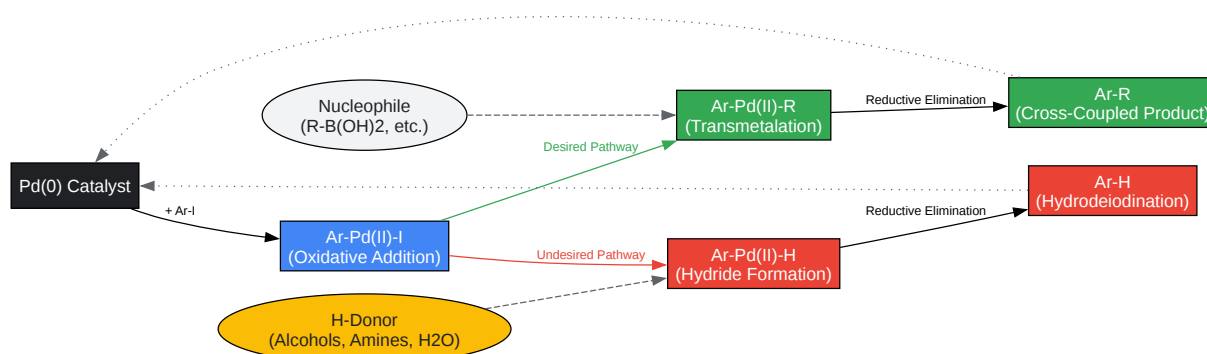 Nucleophile
(R-B(OH)2, etc.)
Ar-Pd(II)-R
(Transmetalation)
Reductive Elimination
Ar-R
(Cross-Coupled Product)
Desired Pathway
Pd(0) Catalyst
+ Ar-I
Ar-Pd(II)-I
(Oxidative Addition)
Undesired Pathway
Ar-Pd(II)-H
(Hydride Formation)
Reductive Elimination
Ar-H
(Hydrodeiodination)
H-Donor
(Alcohols, Amines, H2O)